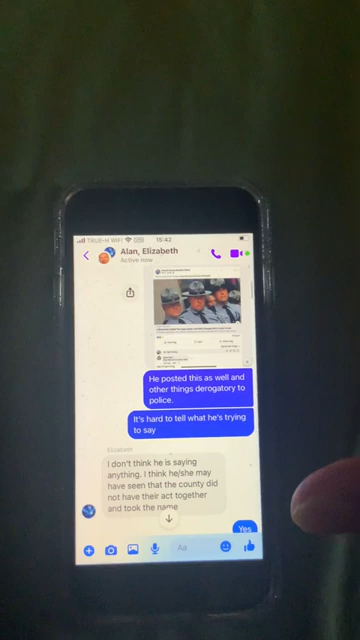 TRUE-H WIFI
15:42
Alan, Elizabeth
Active now
He posted this as well and
other things derogatory to
police.
It's hard to tell what he's trying
to say
Elizabeth
I don't think he is saying
anything. I think he/she may
have seen that the county did
not have their act together
and took the name
Yes
Aa